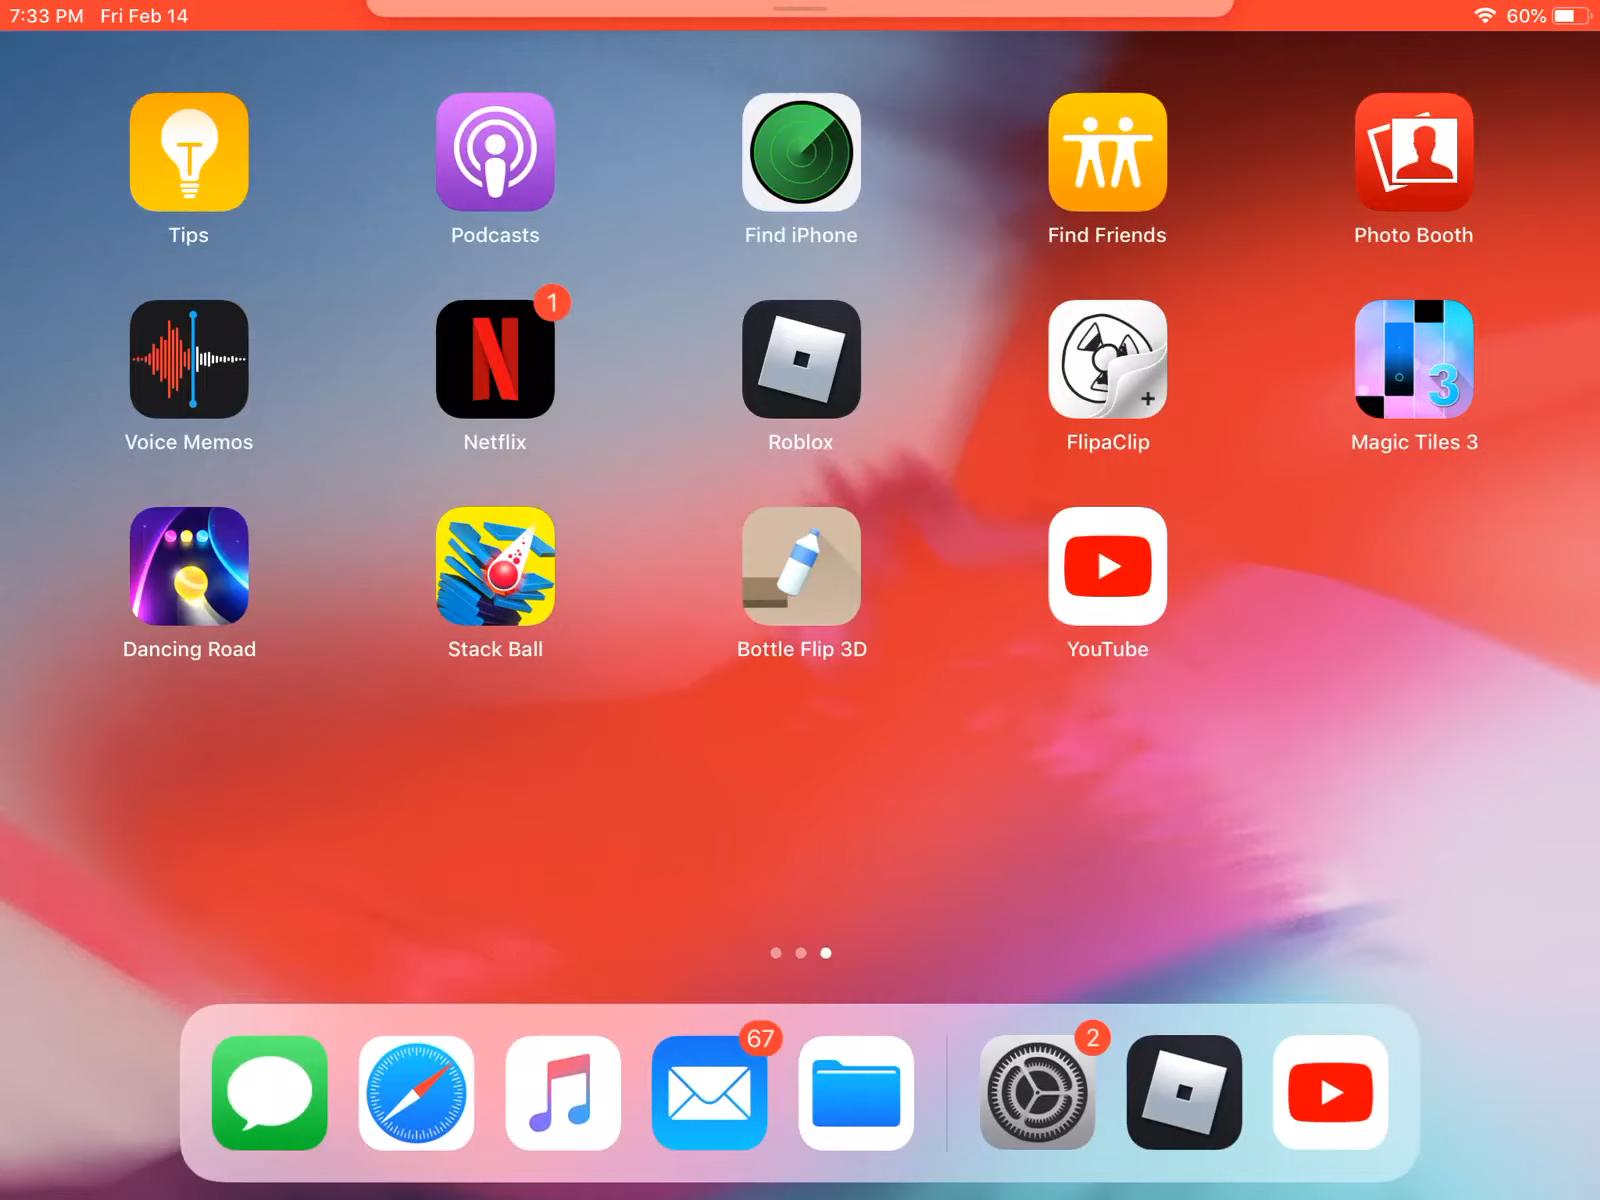 7:33 PM Fri Feb 14 60%
Tips Podcasts Find iPhone Find Friends Photo Booth
1
3
Voice Memos Netflix Roblox FlipaClip Magic Tiles 3
Dancing Road Stack Ball Bottle Flip 3D YouTube
67 2